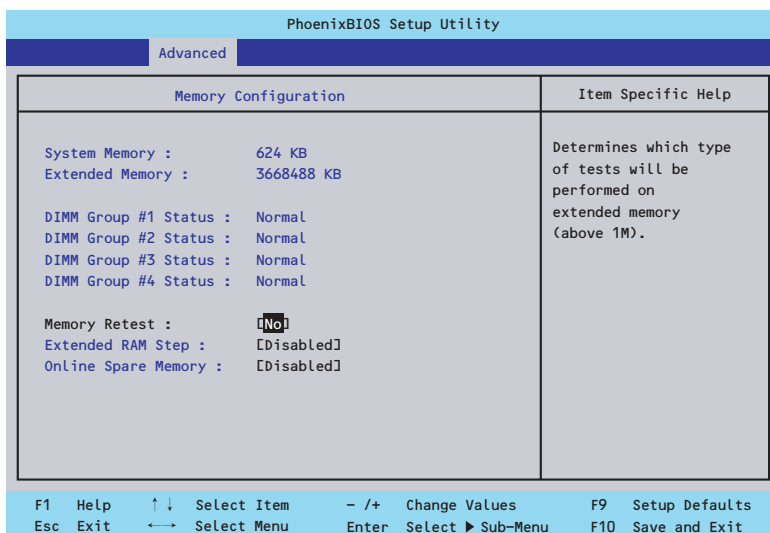 PhoenixBIOS Setup Utility
Advanced
Memory Configuration
Item Specific Help
System Memory : 624 KB
Extended Memory : 3668488 KB
DIMM Group #1 Status : Normal
DIMM Group #2 Status : Normal
DIMM Group #3 Status : Normal
DIMM Group #4 Status : Normal
Memory Retest : [No]
Extended RAM Step : [Disabled]
Online Spare Memory : [Disabled]
Determines which type
of tests will be
performed on
extended memory
(above 1M).
F1 Help ↑↓ Select Item - /+ Change Values F9 Setup Defaults
Esc Exit ←→ Select Menu Enter Select ▶ Sub-Menu F10 Save and Exit